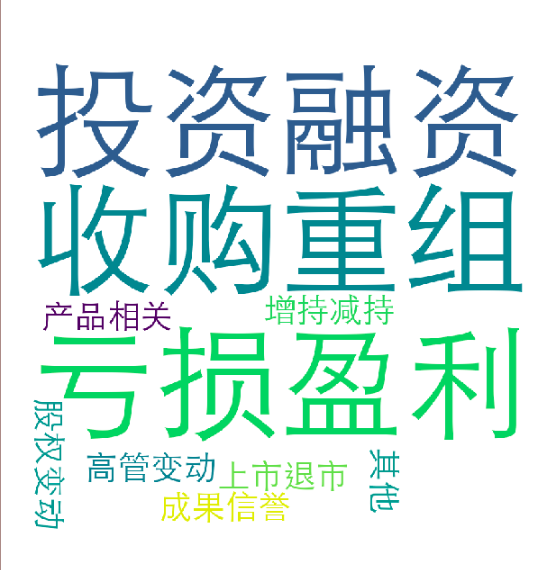 投资融资
收购重组
产品相关
增持减持
亏损盈利
股权变动
高管变动
上市退市
其他
成果信誉